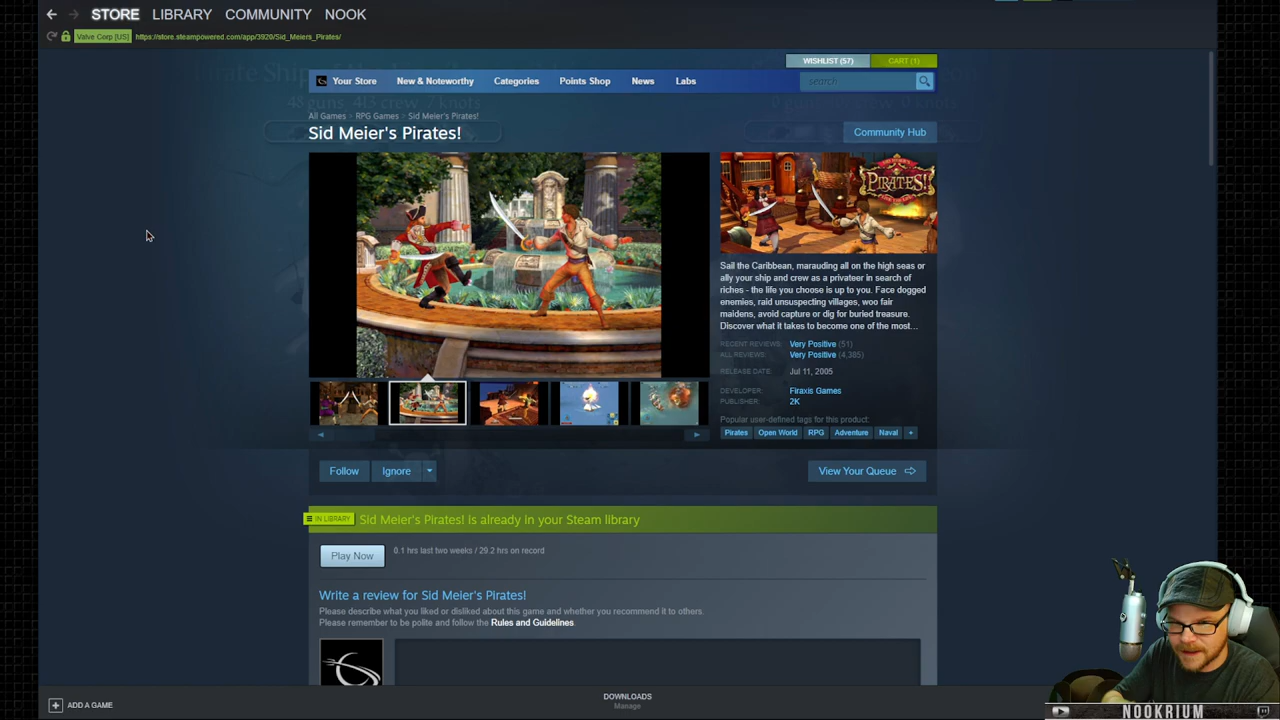 STORE LIBRARY COMMUNITY NOOK
Valve Corp [US] https://store.steampowered.com/app/3920/Sid_Meiers_Pirates/
WISHLIST (57) CART (1)
Your Store New & Noteworthy Categories Points Shop News Labs search
48 guns 413 crew 7 knots
All Games > RPG Games > Sid Meier's Pirates!
Sid Meier's Pirates!
Community Hub
SID MEIER'S
PIRATES!
Sail the Caribbean, marauding all on the high seas or
ally your ship and crew as a privateer in search of
riches - the life you choose is up to you. Face dogged
enemies, raid unsuspecting villages, woo fair
maidens, avoid capture or dig for buried treasure.
Discover what it takes to become one of the most...
RECENT REVIEWS: Very Positive (51)
ALL REVIEWS: Very Positive (4,385)
RELEASE DATE: Jul 11, 2005
DEVELOPER: Firaxis Games
PUBLISHER: 2K
Popular user-defined tags for this product:
Pirates Open World RPG Adventure Naval +
Follow Ignore View Your Queue
IN LIBRARY Sid Meier's Pirates! is already in your Steam library
Play Now 0.1 hrs last two weeks / 29.2 hrs on record
Write a review for Sid Meier's Pirates!
Please describe what you liked or disliked about this game and whether you recommend it to others.
Please remember to be polite and follow the Rules and Guidelines.
+ ADD A GAME
DOWNLOADS
Manage
NOOKRIUM